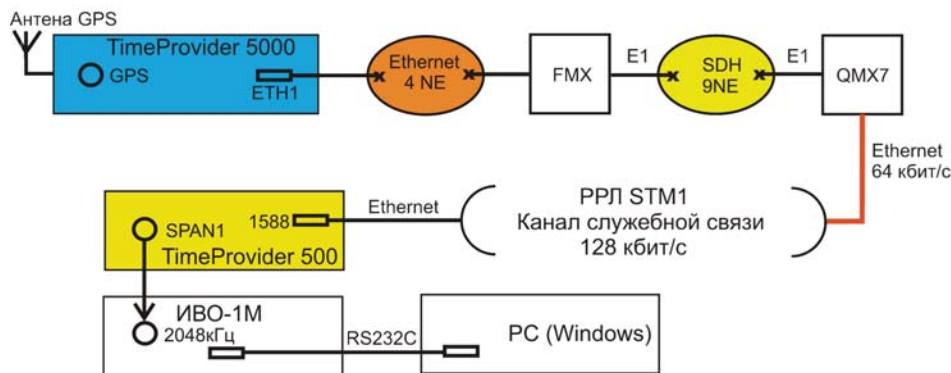 Антена GPS
TimeProvider 5000
GPS
ETH1
Ethernet
4 NE
FMX
E1
SDH
9NE
E1
QMX7
Ethernet
64 кбит/с
РРЛ STM1
Канал служебной связи
128 кбит/с
Ethernet
1588
SPAN1
TimeProvider 500
ИВО-1М
2048кГц
RS232C
PC (Windows)